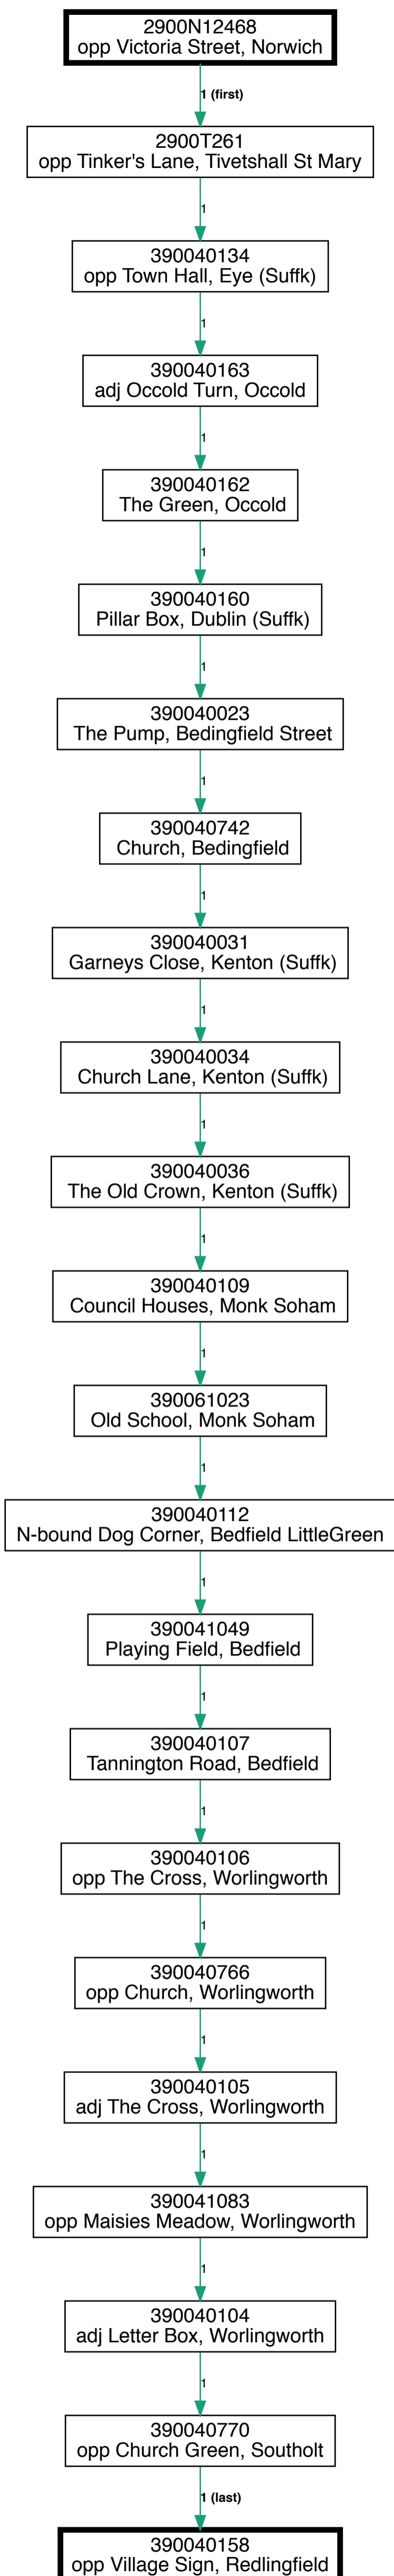 2900N12468
opp Victoria Street, Norwich
1 (first)
2900T261
opp Tinker's Lane, Tivetshall St Mary
1
390040134
opp Town Hall, Eye (Suffk)
1
390040163
adj Occold Turn, Occold
1
390040162
The Green, Occold
1
390040160
Pillar Box, Dublin (Suffk)
1
390040023
The Pump, Bedingfield Street
1
390040742
Church, Bedingfield
1
390040031
Garneys Close, Kenton (Suffk)
1
390040034
Church Lane, Kenton (Suffk)
1
390040036
The Old Crown, Kenton (Suffk)
1
390040109
Council Houses, Monk Soham
1
390061023
Old School, Monk Soham
1
390040112
N-bound Dog Corner, Bedfield LittleGreen
1
390041049
Playing Field, Bedfield
1
390040107
Tannington Road, Bedfield
1
390040106
opp The Cross, Worlingworth
1
390040766
opp Church, Worlingworth
1
390040105
adj The Cross, Worlingworth
1
390041083
opp Maisies Meadow, Worlingworth
1
390040104
adj Letter Box, Worlingworth
1
390040770
opp Church Green, Southolt
1 (last)
390040158
opp Village Sign, Redlingfield